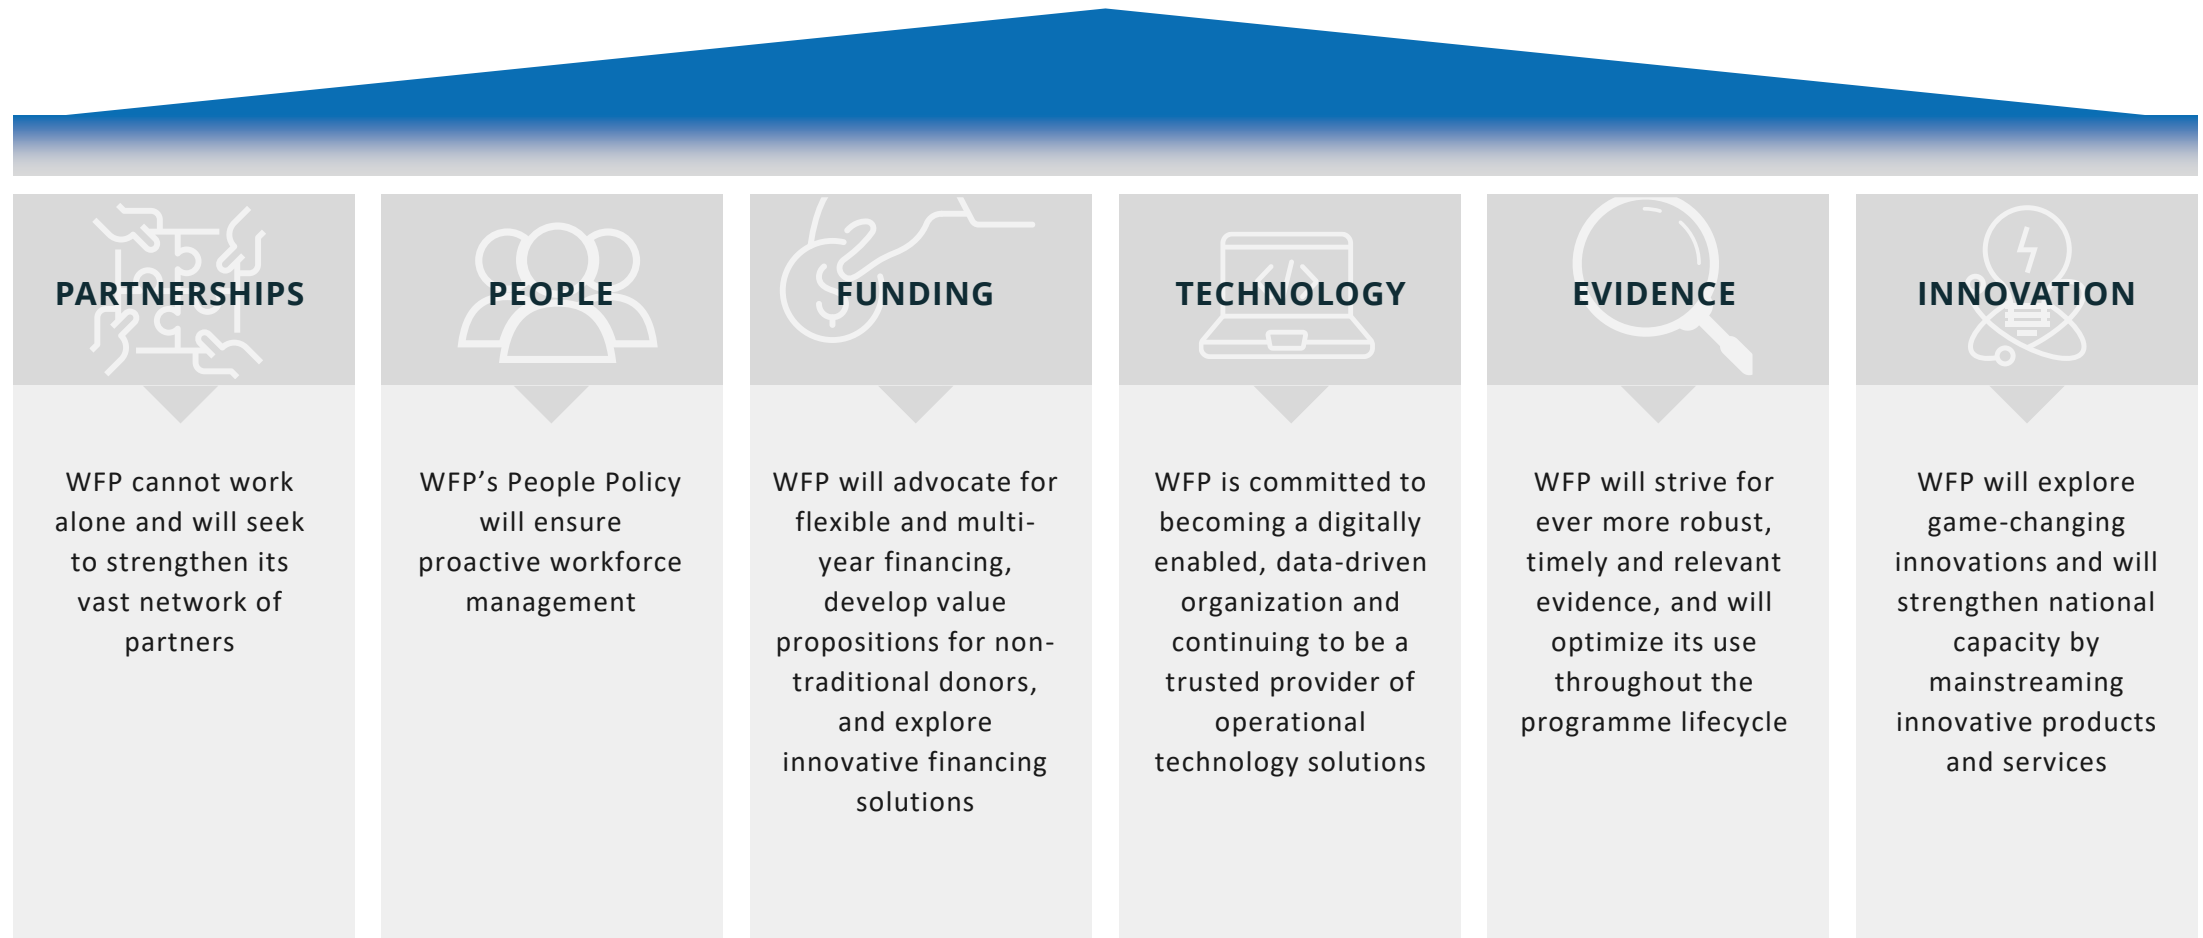 PARTNERSHIPS
WFP cannot work
alone and will seek
to strengthen its
vast network of
partners
PEOPLE
WFP’s People Policy
will ensure
proactive workforce
management
FUNDING
WFP will advocate for
flexible and multi-
year financing,
develop value
propositions for non-
traditional donors,
and explore
innovative financing
solutions
TECHNOLOGY
WFP is committed to
becoming a digitally
enabled, data-driven
organization and
continuing to be a
trusted provider of
operational
technology solutions
EVIDENCE
WFP will strive for
ever more robust,
timely and relevant
evidence, and will
optimize its use
throughout the
programme lifecycle
INNOVATION
WFP will explore
game-changing
innovations and will
strengthen national
capacity by
mainstreaming
innovative products
and services